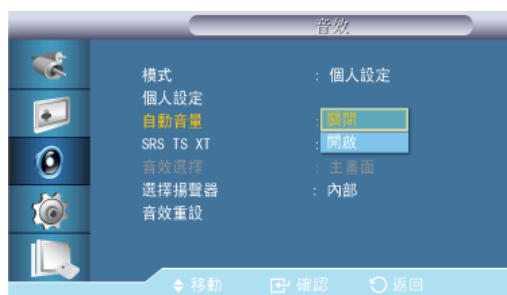 音效
模式 : 個人設定
個人設定
自動音量 : 關閉
SRS TS XT : 開啟
音效選擇 : 主畫面
選擇揚聲器 : 內部
音效重設
移動 確認 返回